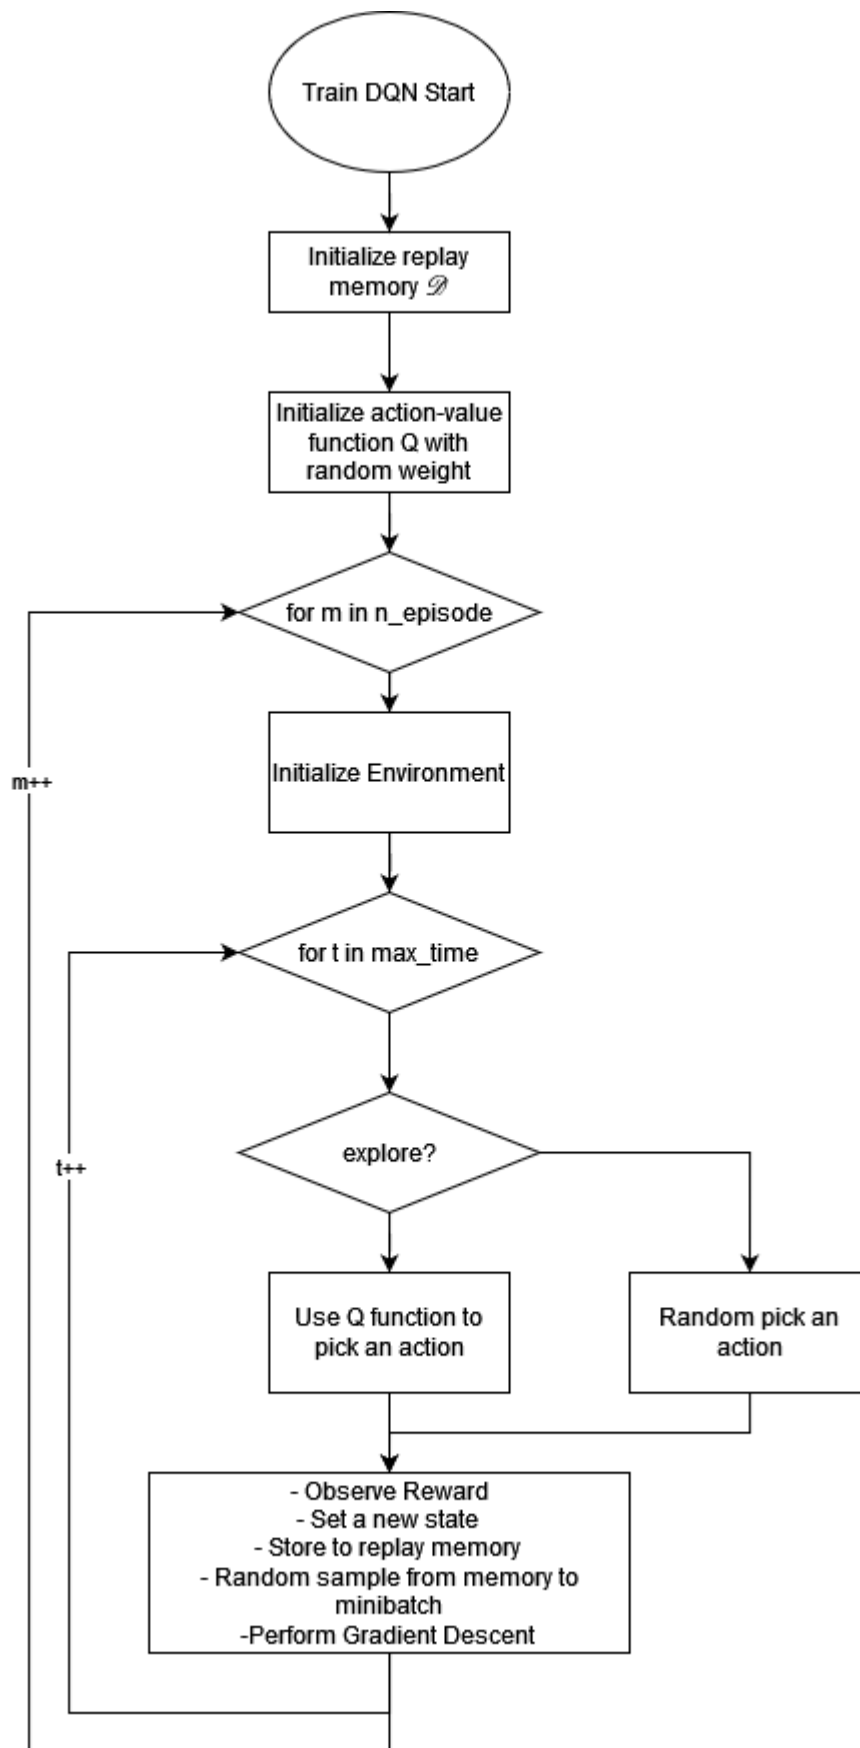 Train DQN Start
Initialize replay
memory 𝒟
Initialize action-value
function Q with
random weight
for m in n_episode
m++
Initialize Environment
for t in max_time
t++
explore?
Use Q function to
pick an action
Random pick an
action
- Observe Reward
- Set a new state
- Store to replay memory
- Random sample from memory to
minibatch
-Perform Gradient Descent